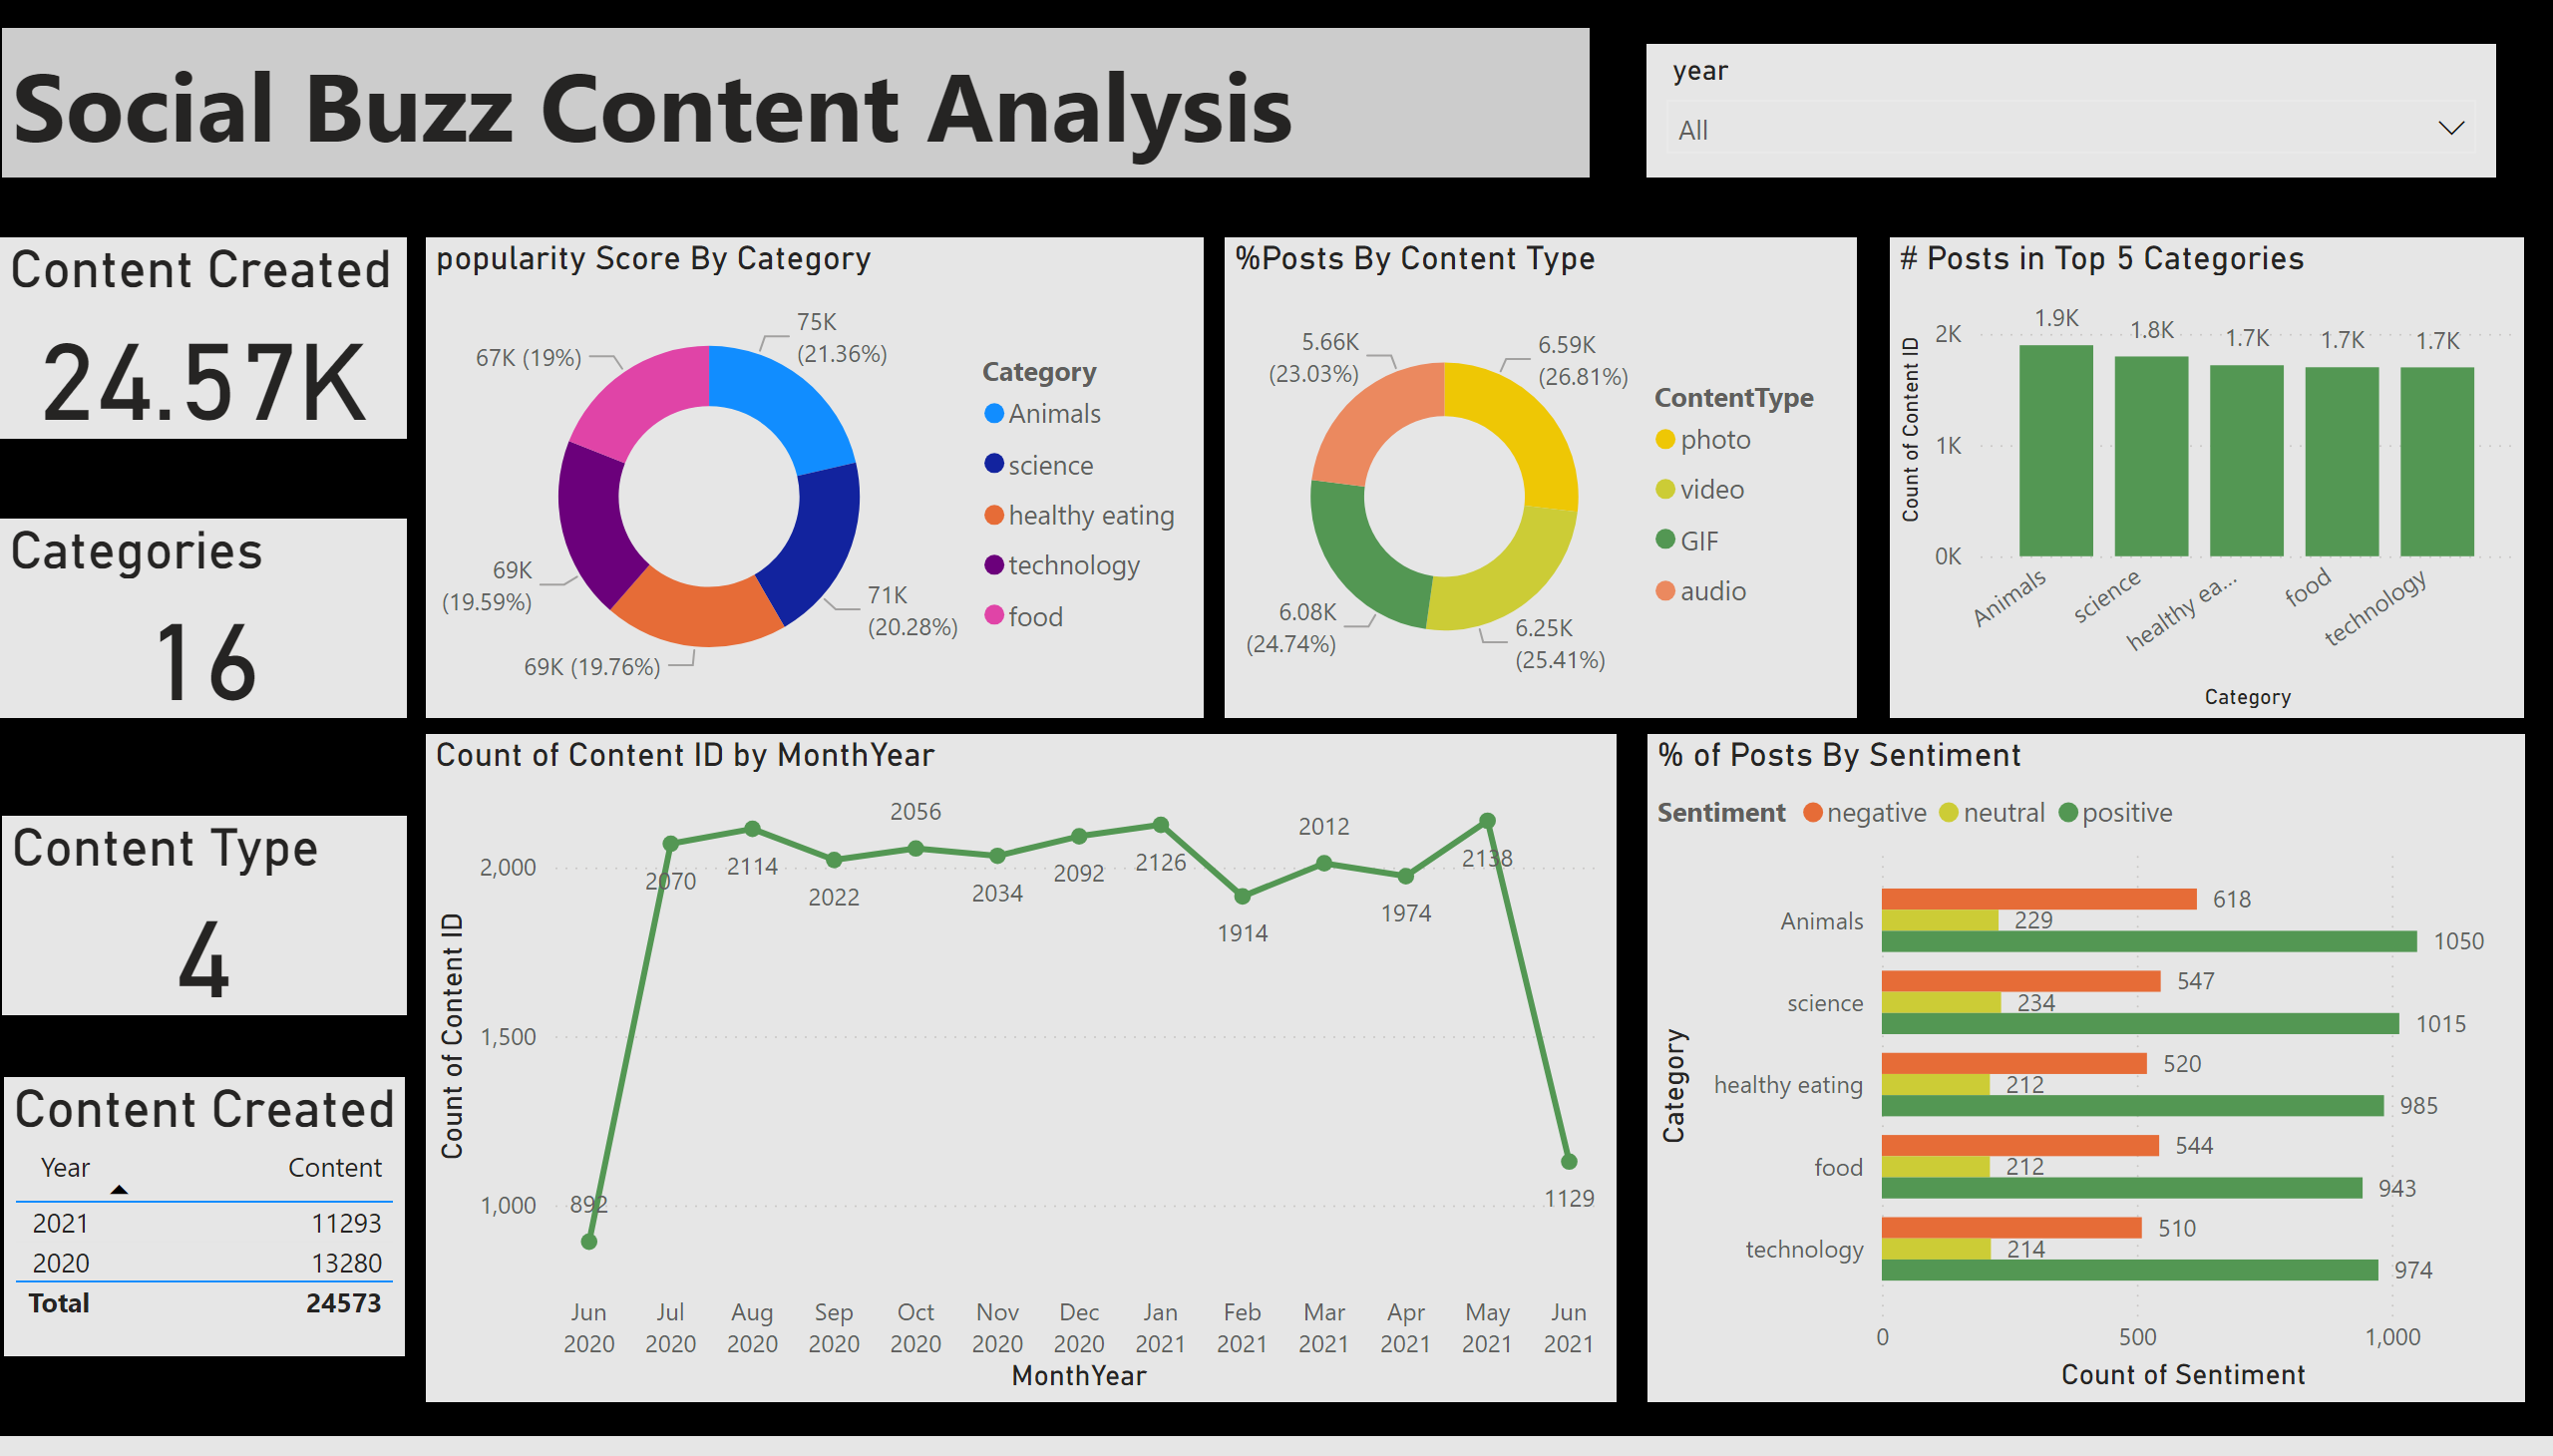 Social Buzz Content Analysis
year
All
Content Created
24.57K
Categories
16
Content Type
4
Content Created
Year Content
2021 11293
2020 13280
Total 24573
popularity Score By Category
75K
(21.36%)
71K
(20.28%)
69K (19.76%)
69K
(19.59%)
67K (19%)
Category
Animals
science
healthy eating
technology
food
%Posts By Content Type
6.59K
(26.81%)
6.25K
(25.41%)
6.08K
(24.74%)
5.66K
(23.03%)
ContentType
photo
video
GIF
audio
# Posts in Top 5 Categories
Count of Content ID
2K
1K
0K
1.9K
1.8K
1.7K
1.7K
1.7K
Animals
science
healthy ea...
food
technology
Category
Count of Content ID by MonthYear
Count of Content ID
2,000
1,500
1,000
892
2070
2114
2022
2056
2034
2092
2126
1914
2012
1974
2138
1129
Jun Jul Aug Sep Oct Nov Dec Jan Feb Mar Apr May Jun
2020 2020 2020 2020 2020 2020 2020 2021 2021 2021 2021 2021 2021
MonthYear
% of Posts By Sentiment
Sentiment negative neutral positive
Category
Animals
618
229
1050
science
547
234
1015
healthy eating
520
212
985
food
544
212
943
technology
510
214
974
0 500 1,000
Count of Sentiment